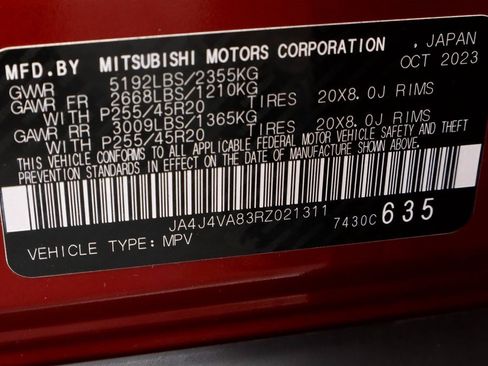 MFD.BY MITSUBISHI MOTORS CORPORATION , JAPAN
GVWR 5192LBS/2355KG OCT 2023
GAWR FR 2668LBS/1210KG
WITH P255/45R20 TIRES 20X8.0J RIMS
GAWR RR 3009LBS/1365KG
WITH P255/45R20 TIRES 20X8.0J RIMS
THIS VEHICLE CONFORMS TO ALL APPLICABLE FEDERAL MOTOR VEHICLE SAFETY AND THEFT
PREVENTION STANDARDS IN EFFECT ON THE DATE OF MANUFACTURE SHOWN ABOVE.
JA4J4VA83RZ021311 7430C 635
VEHICLE TYPE: MPV